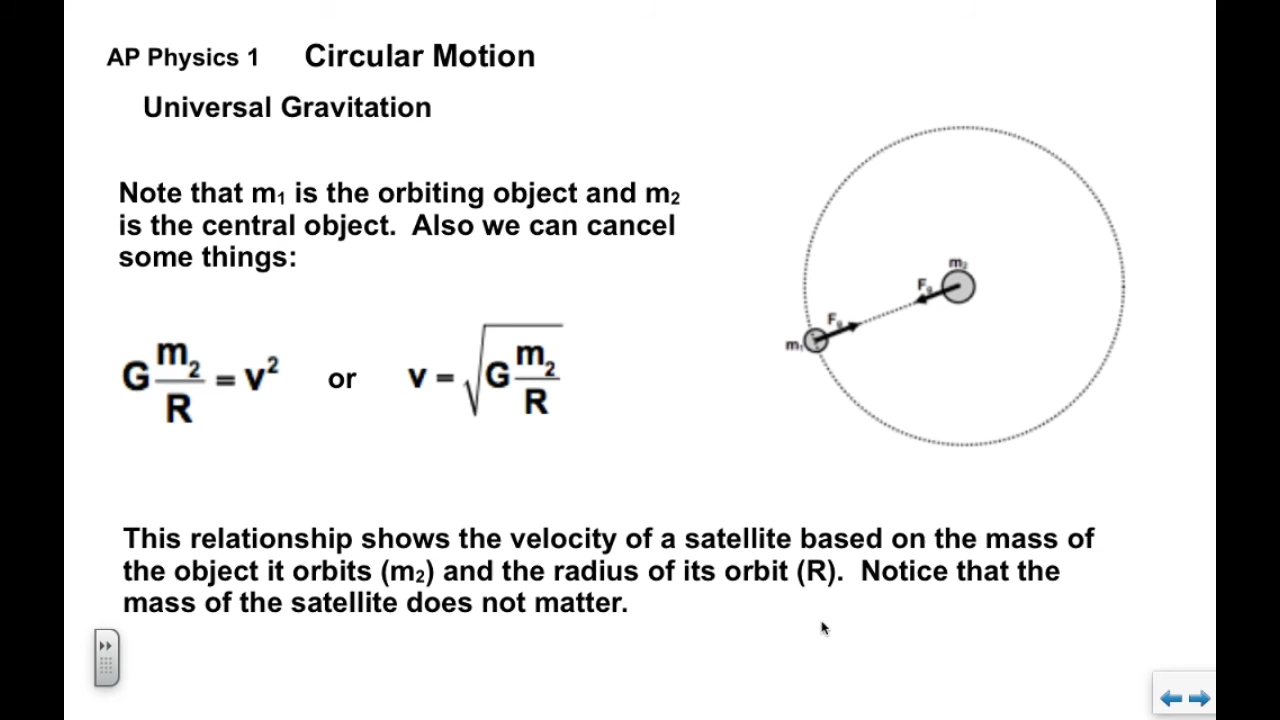 AP Physics 1 Circular Motion
Universal Gravitation
Note that m₁ is the orbiting object and m₂
is the central object. Also we can cancel
some things:
G m₂/R = v² or v = √(G m₂/R)
m₂
Fg
Fg
m₁
This relationship shows the velocity of a satellite based on the mass of
the object it orbits (m₂) and the radius of its orbit (R). Notice that the
mass of the satellite does not matter.